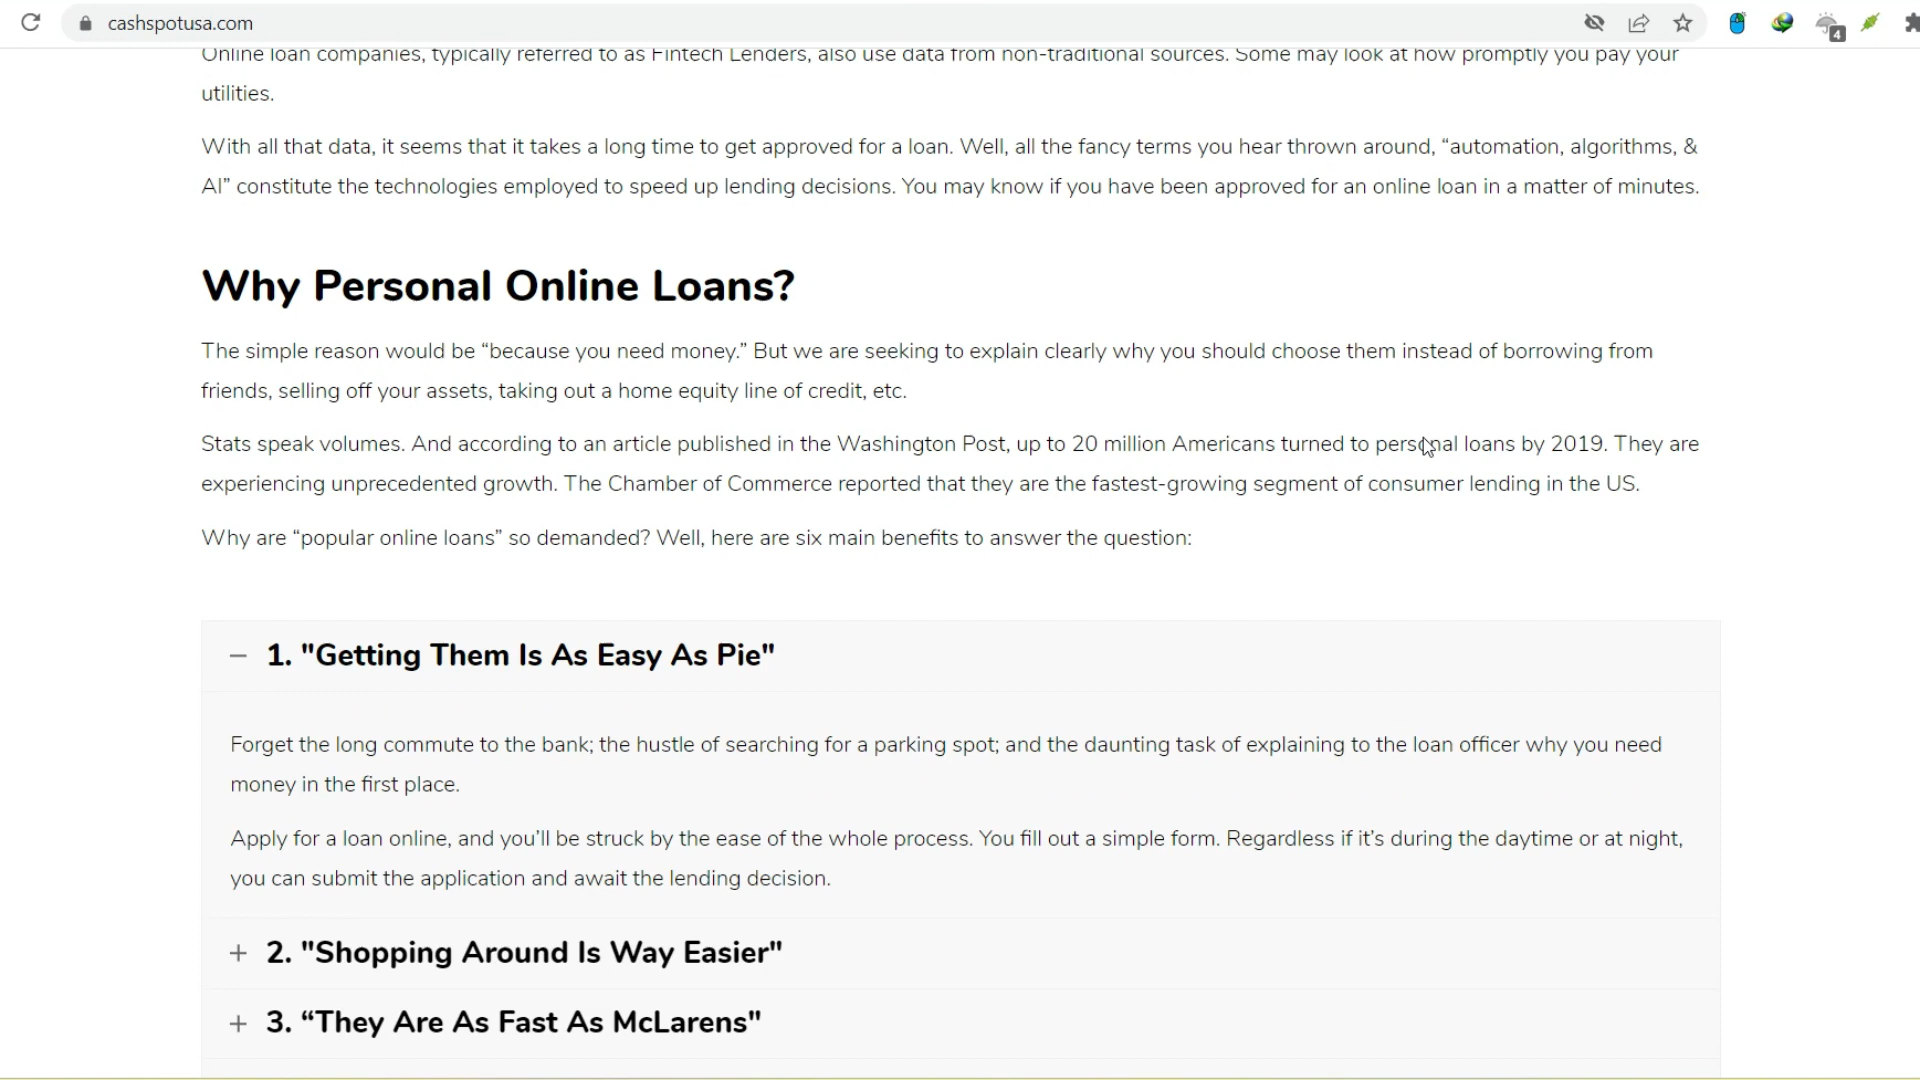 cashspotusa.com
4
Online loan companies, typically referred to as Fintech Lenders, also use data from non-traditional sources. Some may look at how promptly you pay your
utilities.
With all that data, it seems that it takes a long time to get approved for a loan. Well, all the fancy terms you hear thrown around, “automation, algorithms, &
AI” constitute the technologies employed to speed up lending decisions. You may know if you have been approved for an online loan in a matter of minutes.
Why Personal Online Loans?
The simple reason would be “because you need money.” But we are seeking to explain clearly why you should choose them instead of borrowing from
friends, selling off your assets, taking out a home equity line of credit, etc.
Stats speak volumes. And according to an article published in the Washington Post, up to 20 million Americans turned to personal loans by 2019. They are
experiencing unprecedented growth. The Chamber of Commerce reported that they are the fastest-growing segment of consumer lending in the US.
Why are “popular online loans” so demanded? Well, here are six main benefits to answer the question:
− 1. "Getting Them Is As Easy As Pie"
Forget the long commute to the bank; the hustle of searching for a parking spot; and the daunting task of explaining to the loan officer why you need
money in the first place.
Apply for a loan online, and you’ll be struck by the ease of the whole process. You fill out a simple form. Regardless if it’s during the daytime or at night,
you can submit the application and await the lending decision.
+ 2. "Shopping Around Is Way Easier"
+ 3. “They Are As Fast As McLarens"